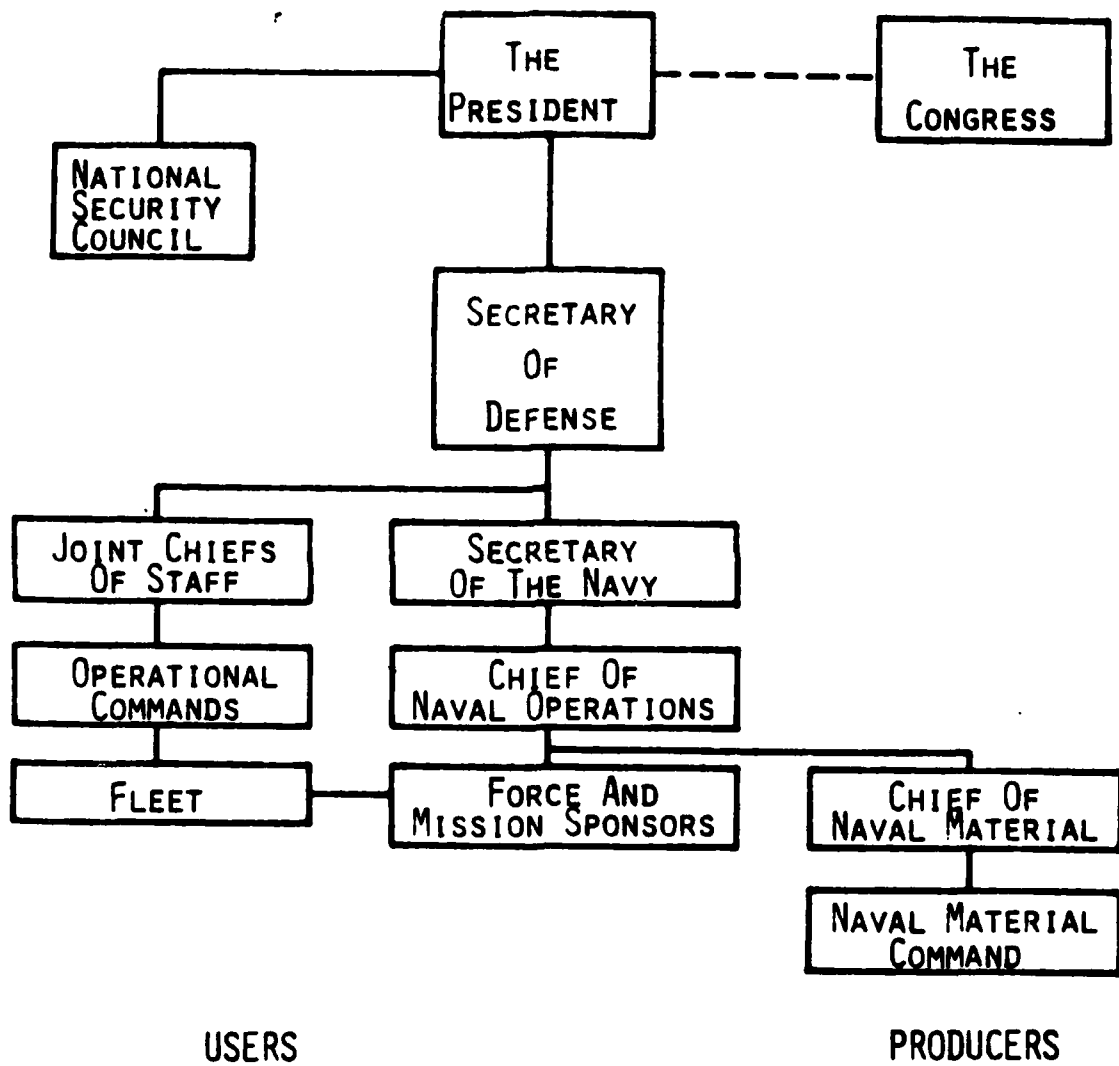 THE
PRESIDENT
THE
CONGRESS
NATIONAL
SECURITY
COUNCIL
SECRETARY
OF
DEFENSE
JOINT CHIEFS
OF STAFF
SECRETARY
OF THE NAVY
OPERATIONAL
COMMANDS
CHIEF OF
NAVAL OPERATIONS
FLEET
FORCE AND
MISSION SPONSORS
CHIEF OF
NAVAL MATERIAL
NAVAL MATERIAL
COMMAND
USERS
PRODUCERS